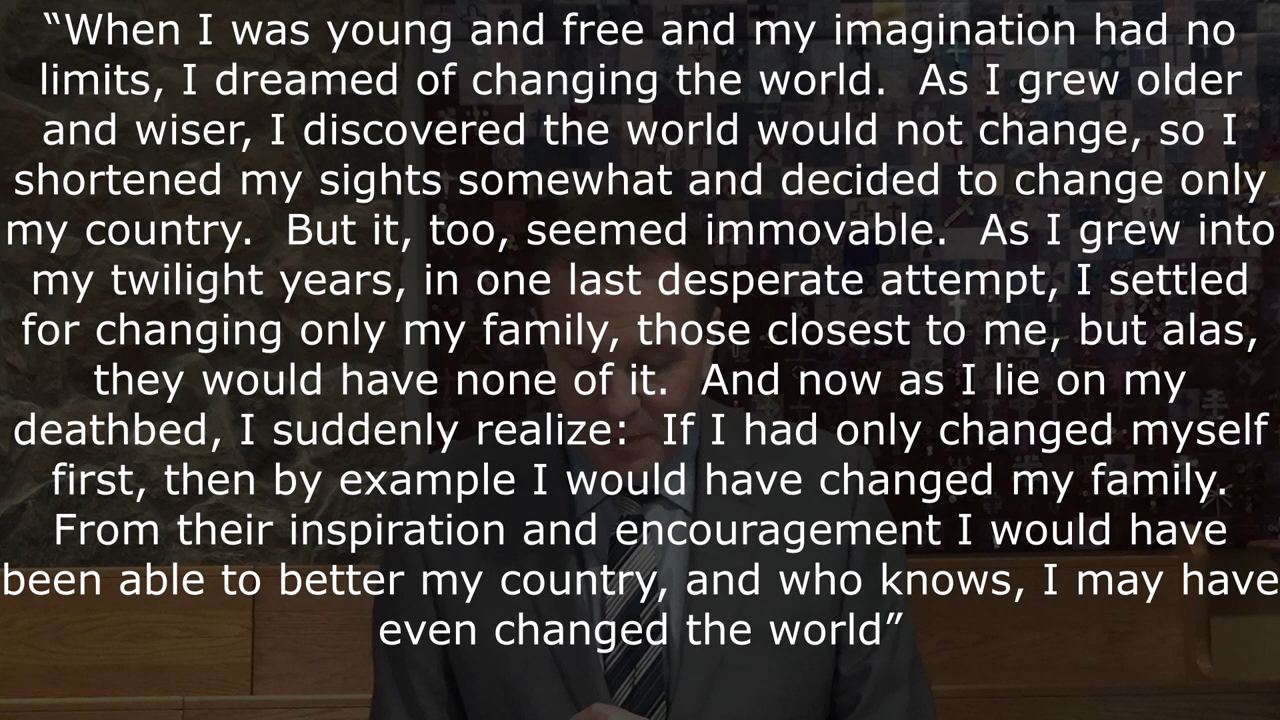 “When I was young and free and my imagination had no
limits, I dreamed of changing the world.  As I grew older
and wiser, I discovered the world would not change, so I
shortened my sights somewhat and decided to change only
my country.  But it, too, seemed immovable.  As I grew into
my twilight years, in one last desperate attempt, I settled
for changing only my family, those closest to me, but alas,
they would have none of it.  And now as I lie on my
deathbed, I suddenly realize:  If I had only changed myself
first, then by example I would have changed my family.
From their inspiration and encouragement I would have
been able to better my country, and who knows, I may have
even changed the world”